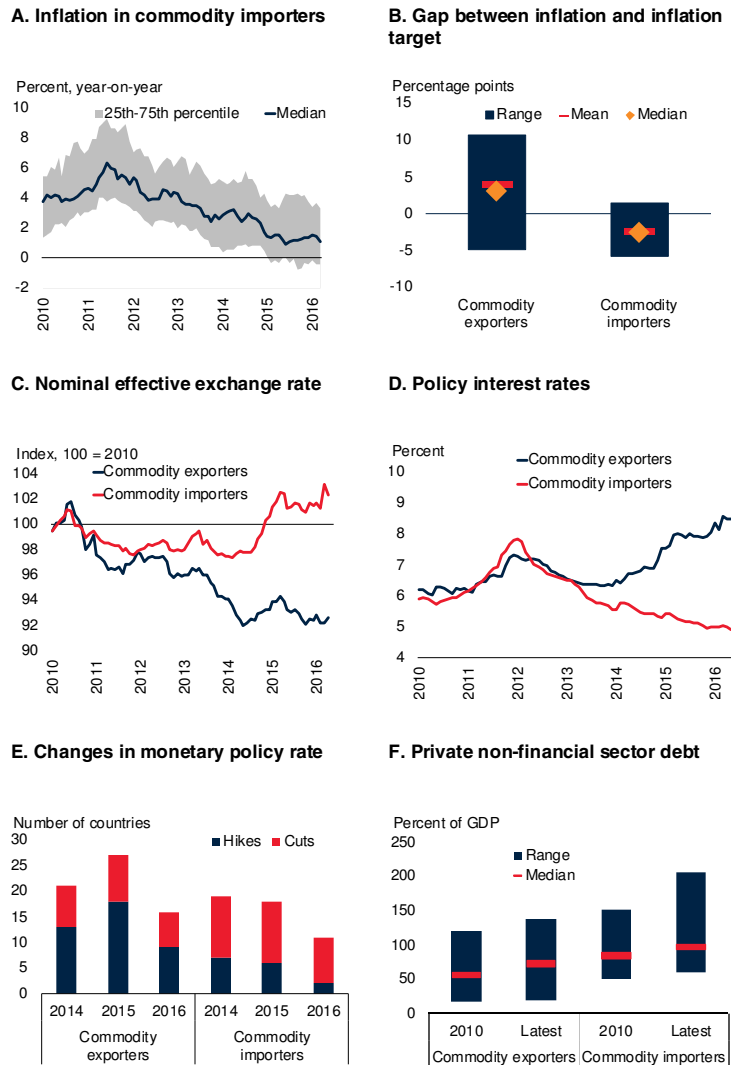 A. Inflation in commodity importers
Percent, year-on-year
25th-75th percentile
Median
10
8
6
4
2
0
-2
2010
2011
2012
2013
2014
2015
2016
B. Gap between inflation and inflation
target
Percentage points
Range
Mean
Median
15
10
5
0
-5
-10
Commodity
exporters
Commodity
importers
C. Nominal effective exchange rate
Index, 100 = 2010
Commodity exporters
Commodity importers
104
102
100
98
96
94
92
90
2010
2011
2012
2013
2014
2015
2016
D. Policy interest rates
Percent
Commodity exporters
Commodity importers
10
9
8
7
6
5
4
2010
2011
2012
2013
2014
2015
2016
E. Changes in monetary policy rate
Number of countries
Hikes
Cuts
30
25
20
15
10
5
0
2014
2015
2016
2014
2015
2016
Commodity
exporters
Commodity
importers
F. Private non-financial sector debt
Percent of GDP
Range
Median
250
200
150
100
50
0
2010
Latest
2010
Latest
Commodity exporters
Commodity importers